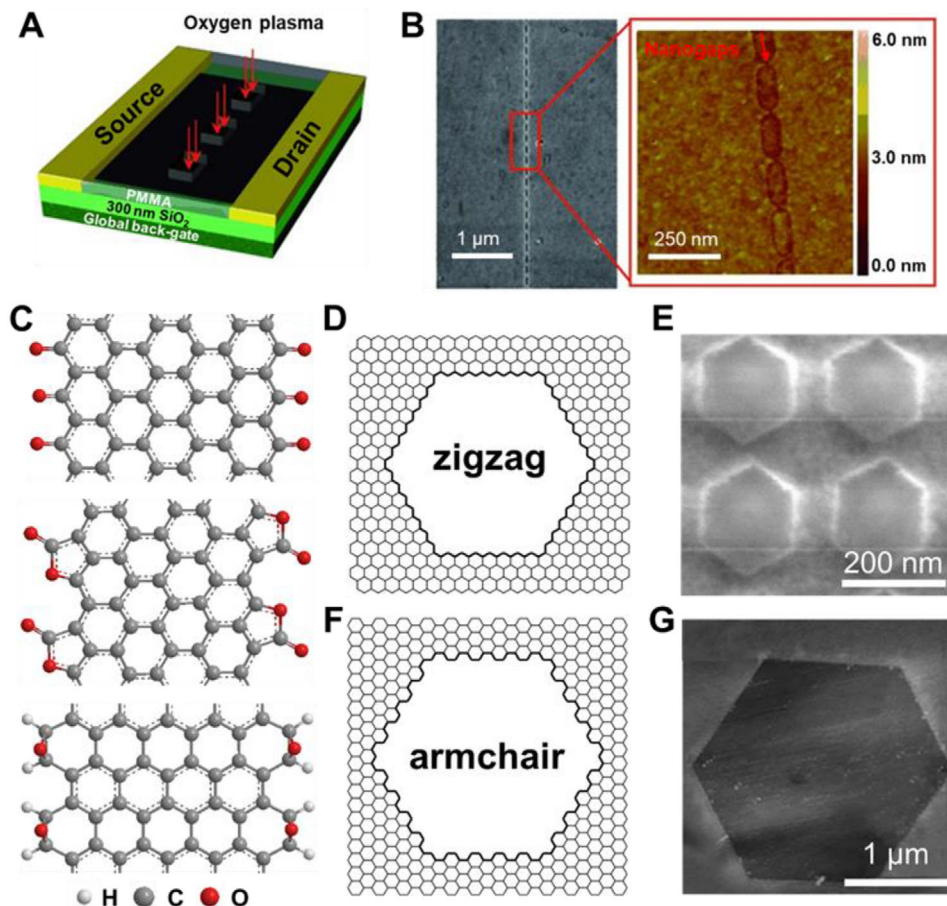 A
Oxygen plasma
Source
Drain
PMMA
300 nm SiO₂
Global back-gate
B
1 μm
Nanogaps
250 nm
6.0 nm
3.0 nm
0.0 nm
C
H C O
D
zigzag
E
200 nm
F
armchair
G
1 μm